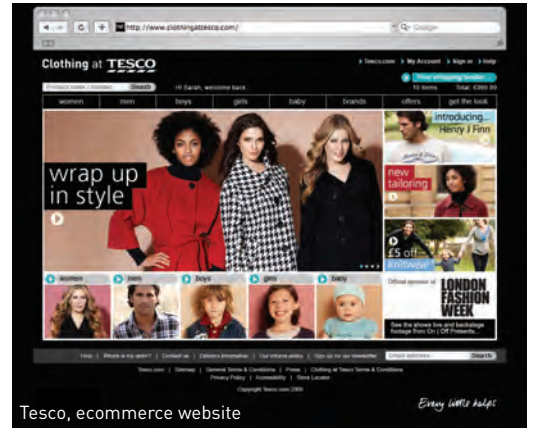 http://www.clothingattesco.com/
Google
Clothing at TESCO
Tesco.com My Account Sign in Help
Your shopping basket
Search
Hi Sarah, welcome back
10 items Total: £999.99
women men boys girls baby brands offers get the look
wrap up
in style
introducing...
Henry J Finn
new
tailoring
£5 off
knitwear
women men boys girls baby
Official sponsor of
LONDON
FASHION
WEEK
See the shows live and backstage
footage from On | Off Presents...
Help | Where is my order? | Contact us | Delivery information | Our returns policy | Sign up for our newsletter
Email address Search
Tesco.com | Sitemap | General Terms & Conditions | Press | Clothing at Tesco Terms & Conditions
Privacy Policy | Accessibility | Store Locator
Copyright Tesco.com 2009
Every little helps
Tesco, ecommerce website